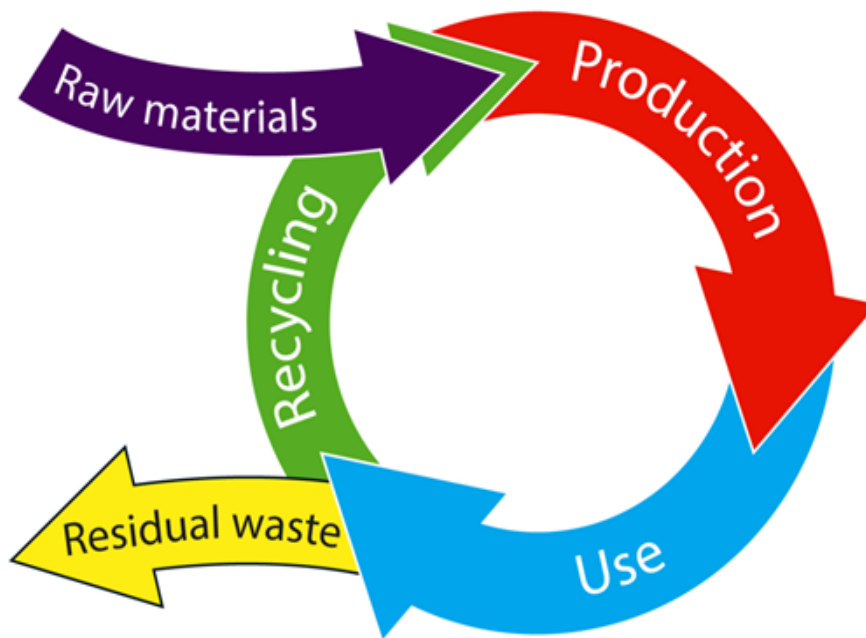 Raw materials
Production
Recycling
Residual waste
Use